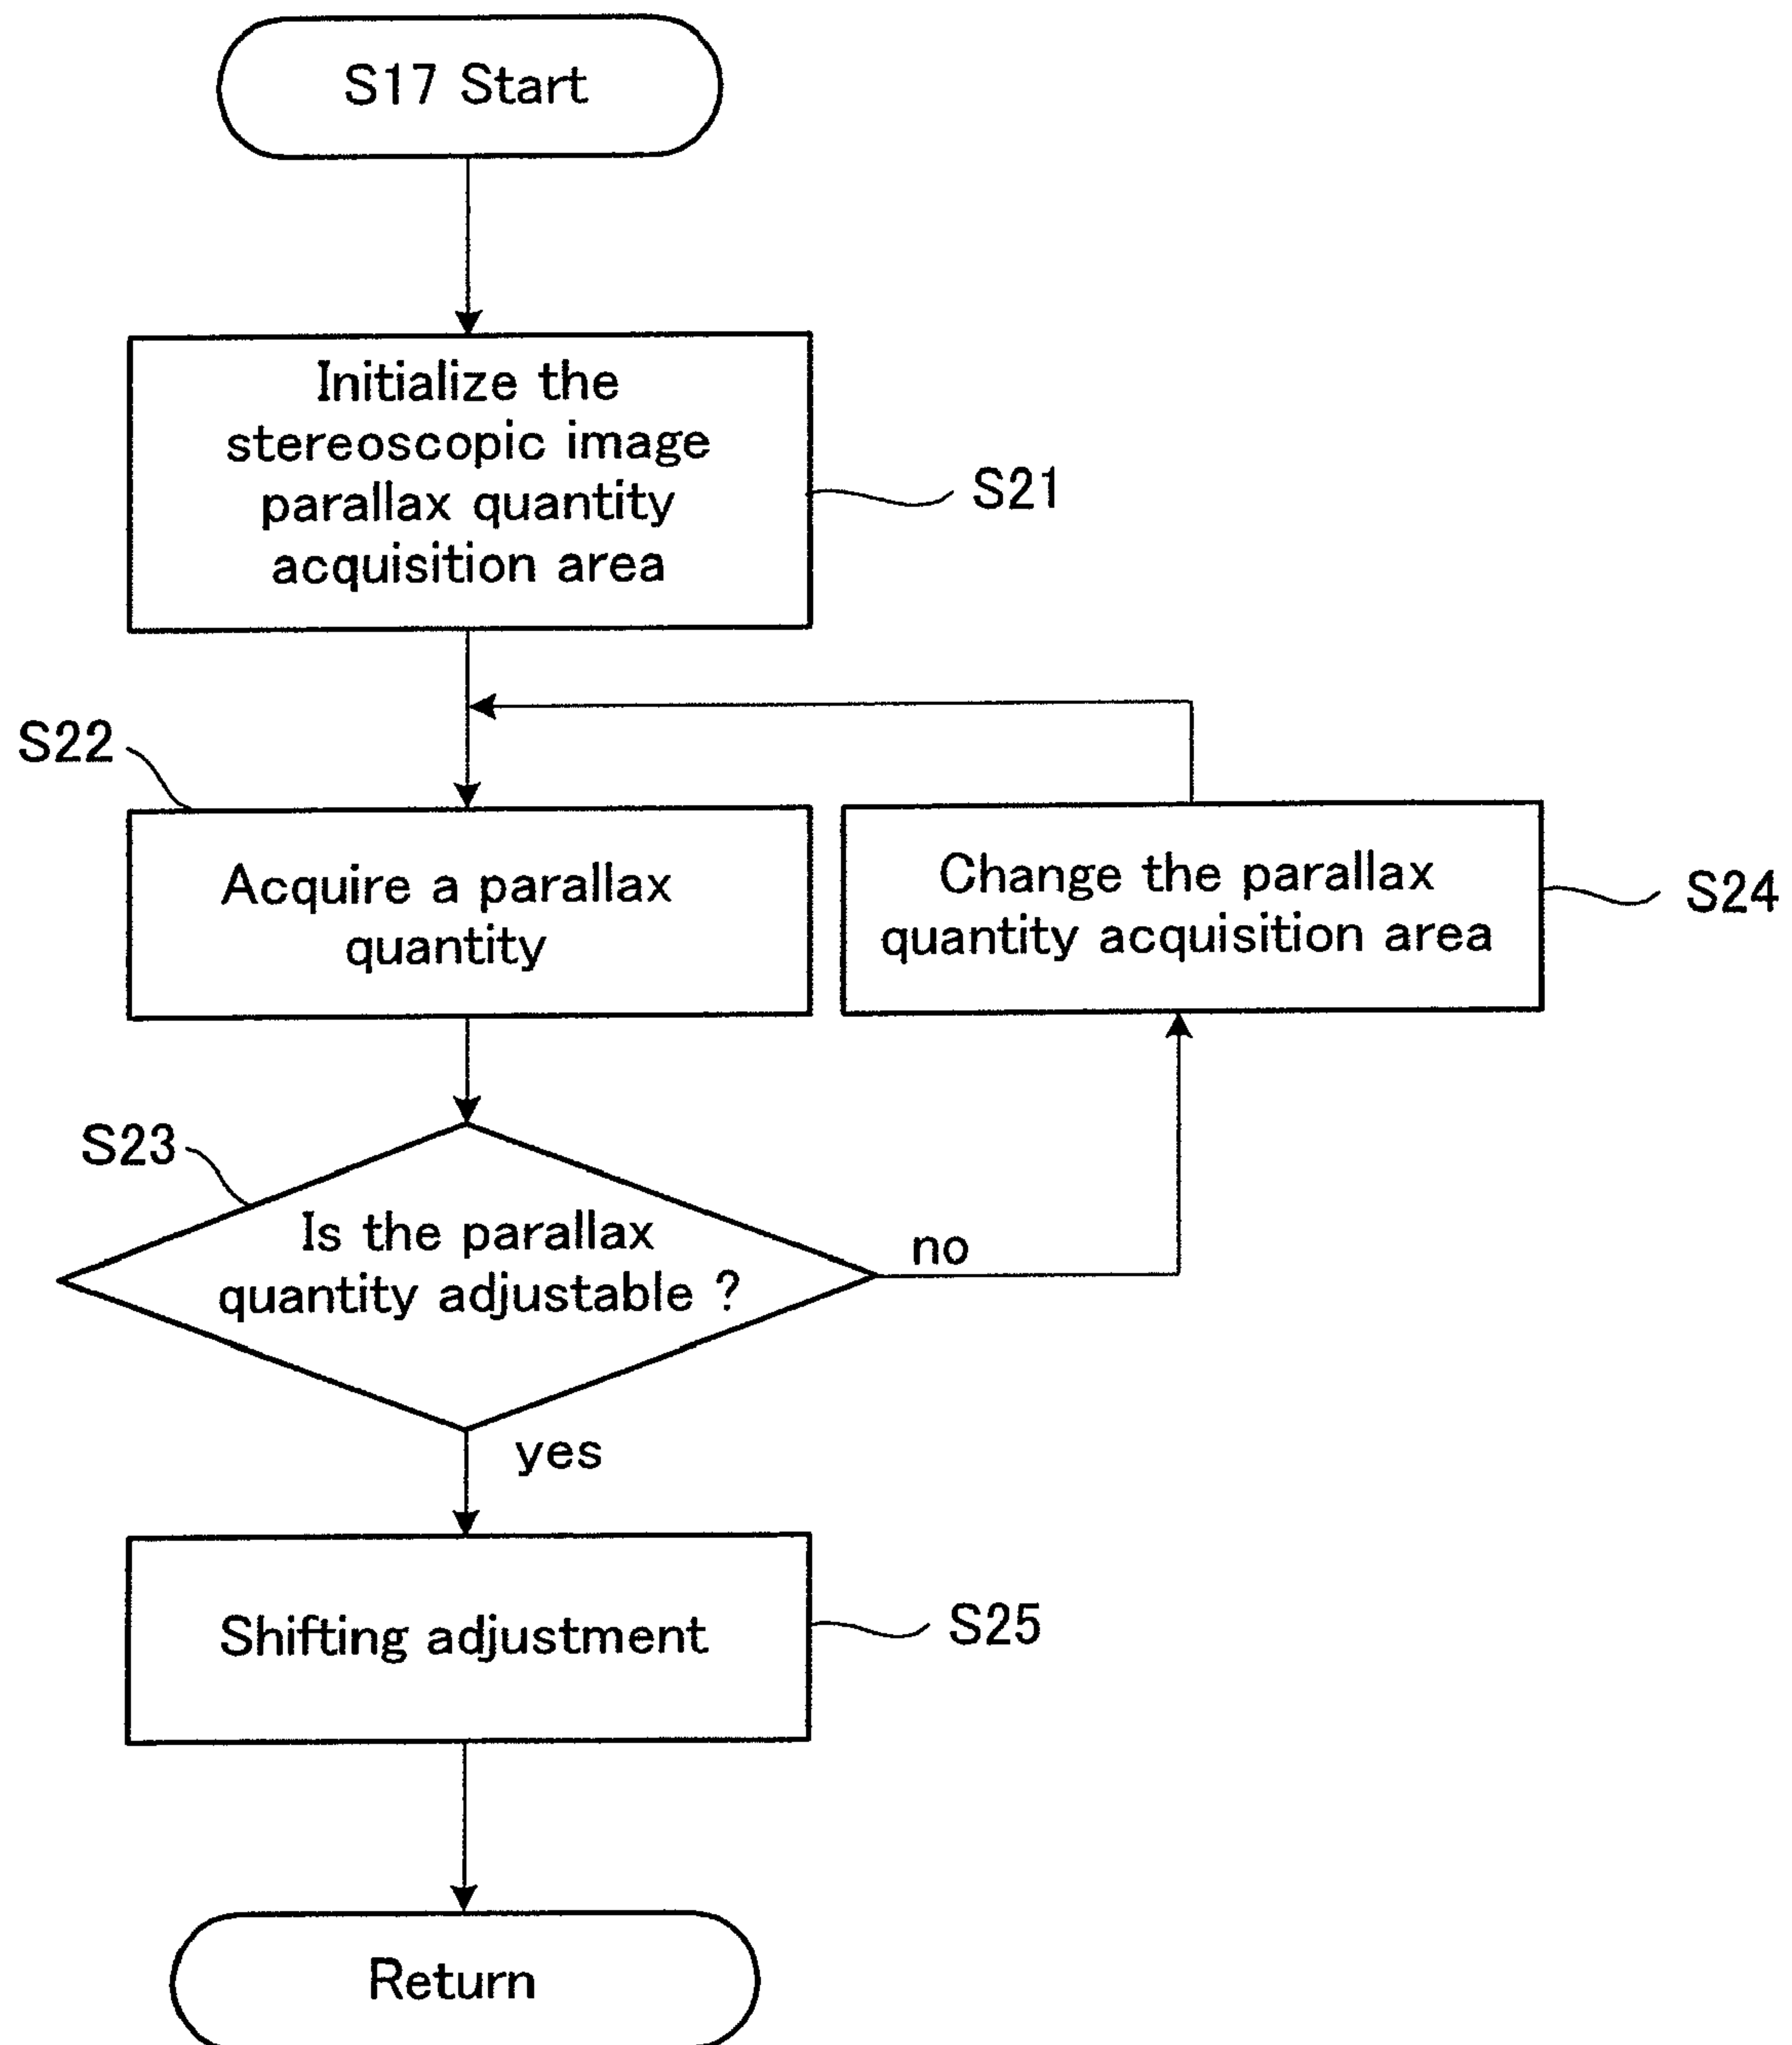 S17 Start
Initialize the
stereoscopic image
parallax quantity
acquisition area
S21
S22
Acquire a parallax
quantity
Change the parallax
quantity acquisition area
S24
S23
Is the parallax
quantity adjustable ?
no
yes
Shifting adjustment
S25
Return